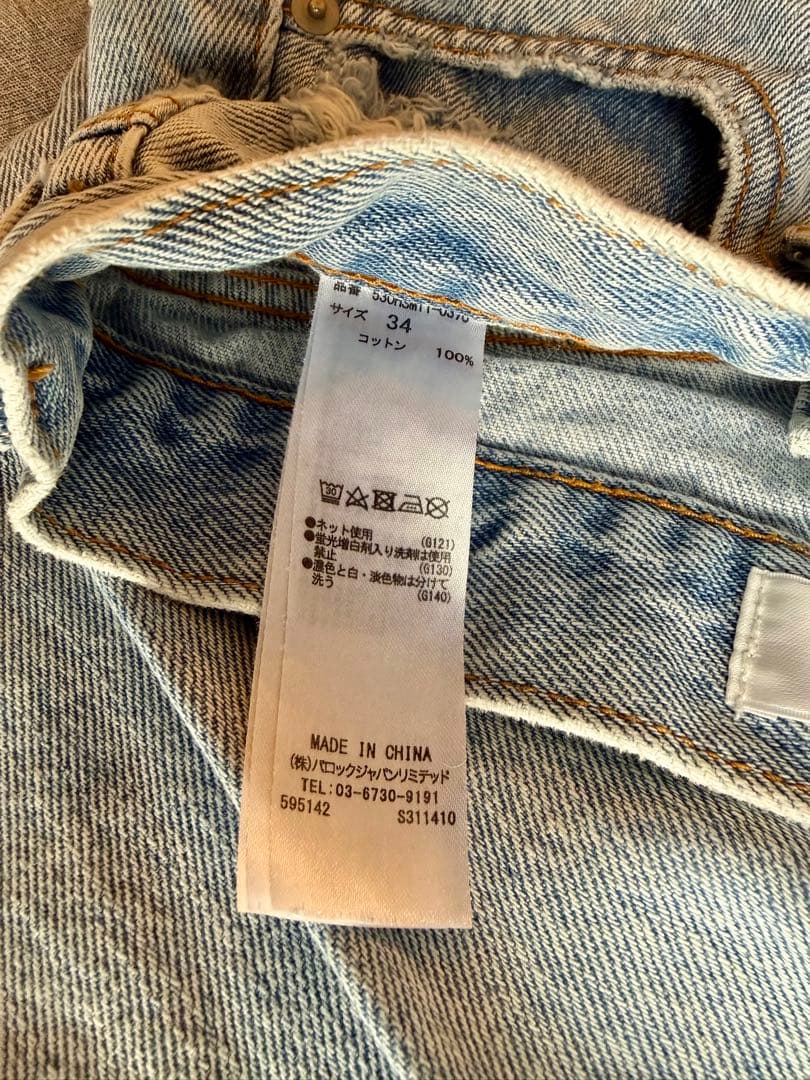 品番
サイズ 34
コットン 100%
30
●ネット使用 (G121)
●蛍光増白剤入り洗剤は使用
禁止 (G130)
●濃色と白・淡色物は分けて
洗う (G140)
MADE IN CHINA
(株)バロックジャパンリミテッド
TEL:03-6730-9191
595142 S311410